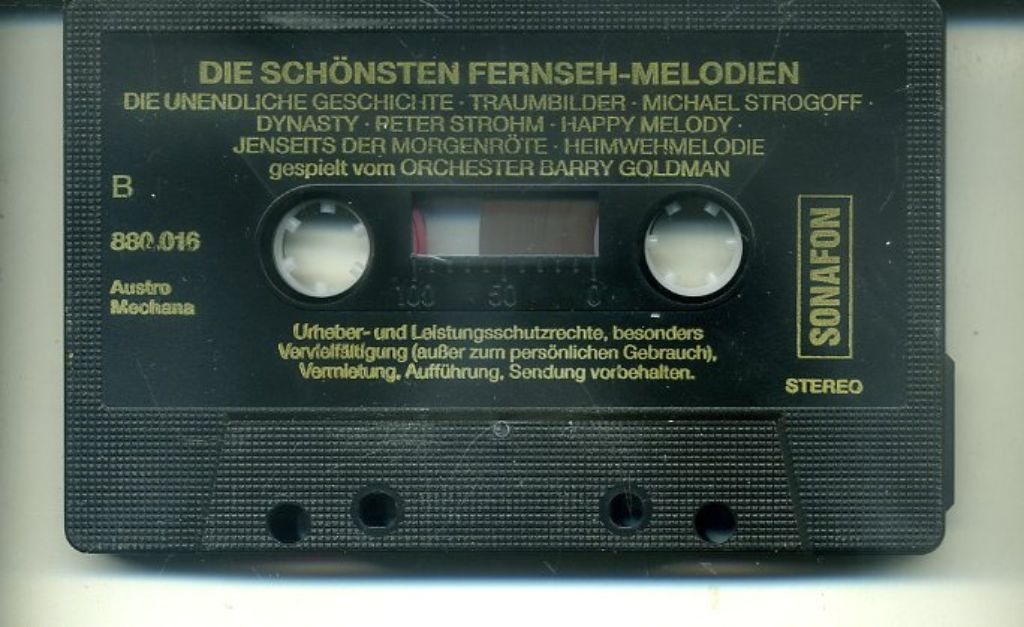 DIE SCHÖNSTEN FERNSEH-MELODIEN
DIE UNENDLICHE GESCHICHTE · TRAUMBILDER · MICHAEL STROGOFF ·
DYNASTY · PETER STROHM · HAPPY MELODY ·
JENSEITS DER MORGENRÖTE · HEIMWEHMELODIE
gespielt vom ORCHESTER BARRY GOLDMAN
B
880.016
Austro
Mechana
100 50 0
Urheber- und Leistungsschutzrechte, besonders
Vervielfältigung (außer zum persönlichen Gebrauch),
Vermietung, Aufführung, Sendung vorbehalten.
SONAFON
STEREO